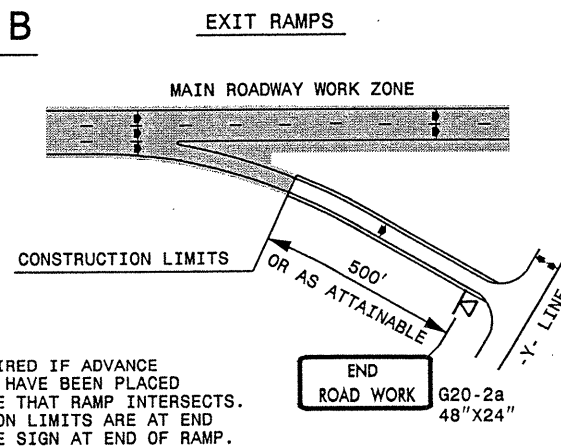 B
EXIT RAMPS
MAIN ROADWAY WORK ZONE
CONSTRUCTION LIMITS
500'
OR AS ATTAINABLE
-Y- LINE
END
ROAD WORK
G20-2a
48"X24"
IRED IF ADVANCE
HAVE BEEN PLACED
E THAT RAMP INTERSECTS.
ON LIMITS ARE AT END
E SIGN AT END OF RAMP.